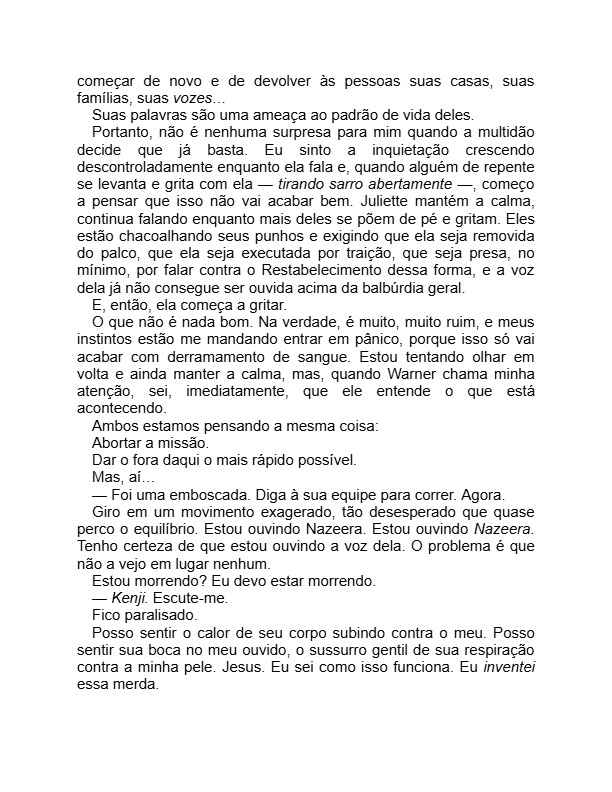 começar de novo e de devolver às pessoas suas casas, suas
famílias, suas vozes…
Suas palavras são uma ameaça ao padrão de vida deles.
Portanto, não é nenhuma surpresa para mim quando a multidão
decide que já basta. Eu sinto a inquietação crescendo
descontroladamente enquanto ela fala e, quando alguém de repente
se levanta e grita com ela — tirando sarro abertamente —, começo
a pensar que isso não vai acabar bem. Juliette mantém a calma,
continua falando enquanto mais deles se põem de pé e gritam. Eles
estão chacoalhando seus punhos e exigindo que ela seja removida
do palco, que ela seja executada por traição, que seja presa, no
mínimo, por falar contra o Restabelecimento dessa forma, e a voz
dela já não consegue ser ouvida acima da balbúrdia geral.
E, então, ela começa a gritar.
O que não é nada bom. Na verdade, é muito, muito ruim, e meus
instintos estão me mandando entrar em pânico, porque isso só vai
acabar com derramamento de sangue. Estou tentando olhar em
volta e ainda manter a calma, mas, quando Warner chama minha
atenção, sei, imediatamente, que ele entende o que está
acontecendo.
Ambos estamos pensando a mesma coisa:
Abortar a missão.
Dar o fora daqui o mais rápido possível.
Mas, aí…
— Foi uma emboscada. Diga à sua equipe para correr. Agora.
Giro em um movimento exagerado, tão desesperado que quase
perco o equilíbrio. Estou ouvindo Nazeera. Estou ouvindo Nazeera.
Tenho certeza de que estou ouvindo a voz dela. O problema é que
não a vejo em lugar nenhum.
Estou morrendo? Eu devo estar morrendo.
— Kenji. Escute-me.
Fico paralisado.
Posso sentir o calor de seu corpo subindo contra o meu. Posso
sentir sua boca no meu ouvido, o sussurro gentil de sua respiração
contra a minha pele. Jesus. Eu sei como isso funciona. Eu inventei
essa merda.